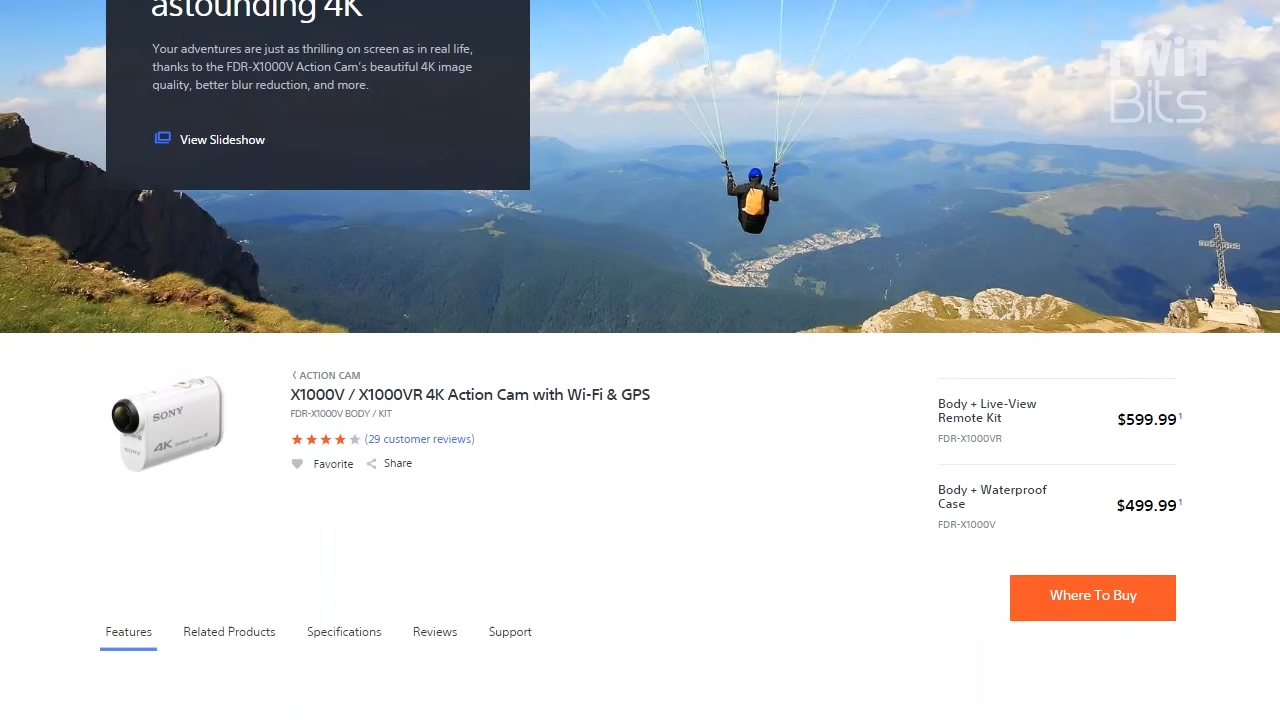 astounding 4K
Your adventures are just as thrilling on screen as in real life,
thanks to the FDR-X1000V Action Cam's beautiful 4K image
quality, better blur reduction, and more.
View Slideshow
TWiT
Bits
SONY
4K
SONY
ACTION CAM
X1000V / X1000VR 4K Action Cam with Wi-Fi & GPS
FDR-X1000V BODY / KIT
(29 customer reviews)
Favorite
Share
Body + Live-View
Remote Kit
$599.99¹
FDR-X1000VR
Body + Waterproof
Case
$499.99¹
FDR-X1000V
Where To Buy
Features
Related Products
Specifications
Reviews
Support